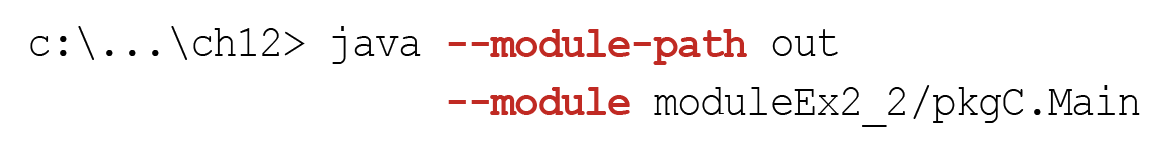 c:\...\ch12> java --module-path out
--module moduleEx2_2/pkgC.Main